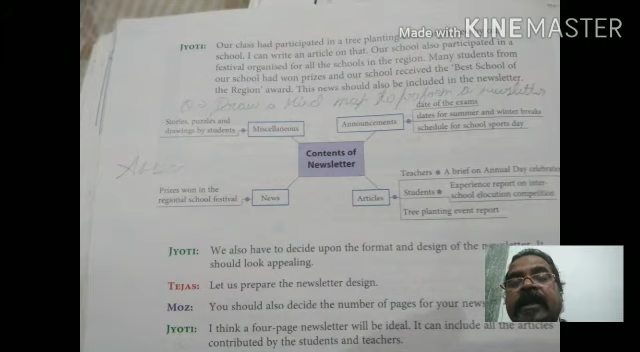 Made with KINEMASTER
JYOTI: Our class had participated in a tree planting
school. I can write an article on that. Our school also participated in a
festival organised for all the schools in the region. Many students from
our school had won prizes and our school received the 'Best School of
the Region' award. This news should also be included in the newsletter.
Draw a Mind map to a newsletter
Stories, puzzles and
drawings by students
Miscellaneous
Announcements
date of the exams
dates for summer and winter breaks
schedule for school sports day
Contents of
Newsletter
Prizes won in the
regional school festival
News
Articles
Teachers A brief on Annual Day celebrate
Students Experience report on inter-
school elocution competition
Tree planting event report
JYOTI: We also have to decide upon the format and design of the It
should look appealing.
TEJAS: Let us prepare the newsletter design.
MOZ: You should also decide the number of pages for your
JYOTI: I think a four-page newsletter will be ideal. It can include all the articles
contributed by the students and teachers.